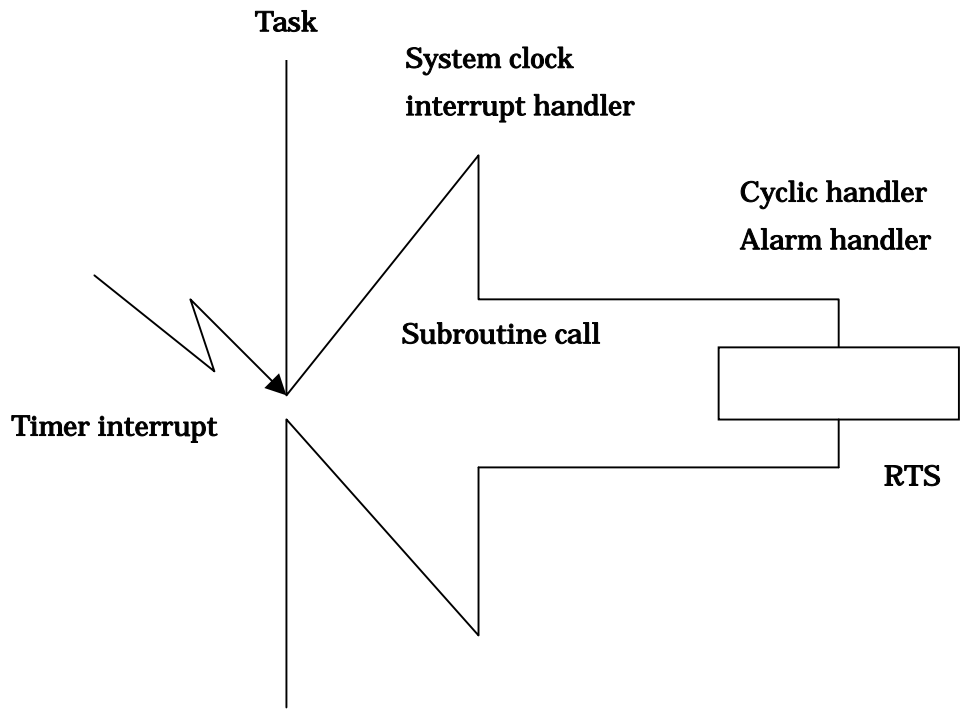 Task
System clock
interrupt handler
Cyclic handler
Alarm handler
Subroutine call
Timer interrupt
RTS